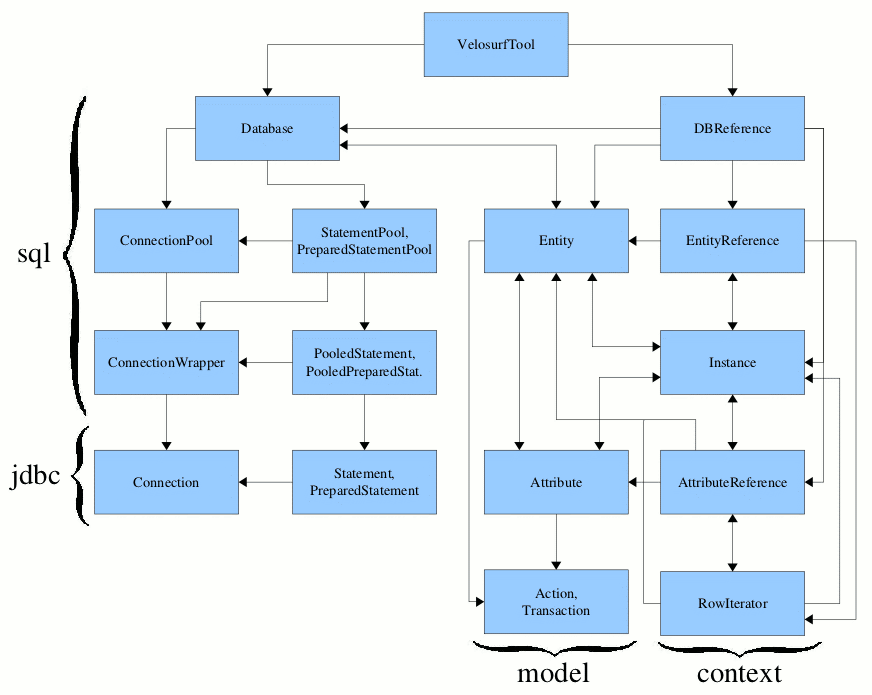 VelosurfTool
Database
DBReference
sql
ConnectionPool
StatementPool,
PreparedStatementPool
Entity
EntityReference
ConnectionWrapper
PooledStatement,
PooledPreparedStat.
Instance
jdbc
Connection
Statement,
PreparedStatement
Attribute
AttributeReference
Action,
Transaction
RowIterator
model
context